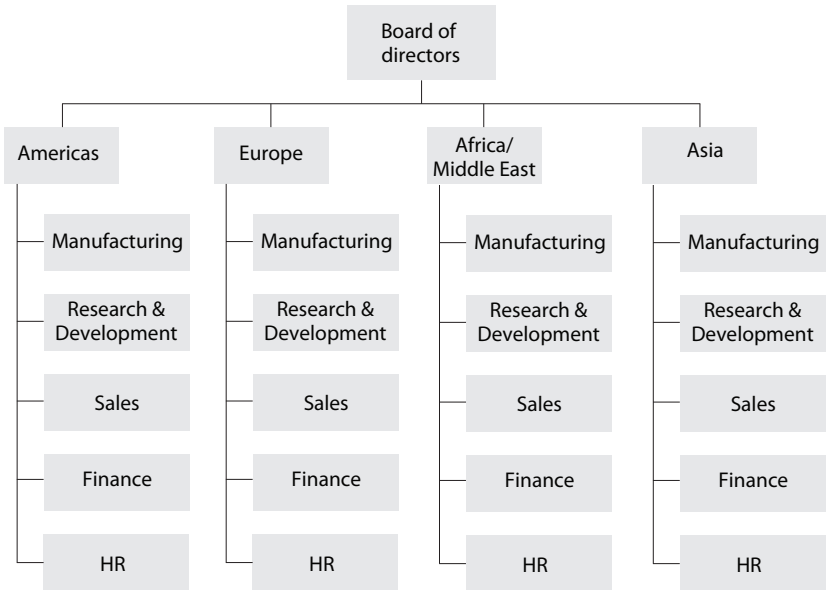 Board of
directors
Americas
Europe
Africa/
Middle East
Asia
Manufacturing
Research &
Development
Sales
Finance
HR
Manufacturing
Research &
Development
Sales
Finance
HR
Manufacturing
Research &
Development
Sales
Finance
HR
Manufacturing
Research &
Development
Sales
Finance
HR